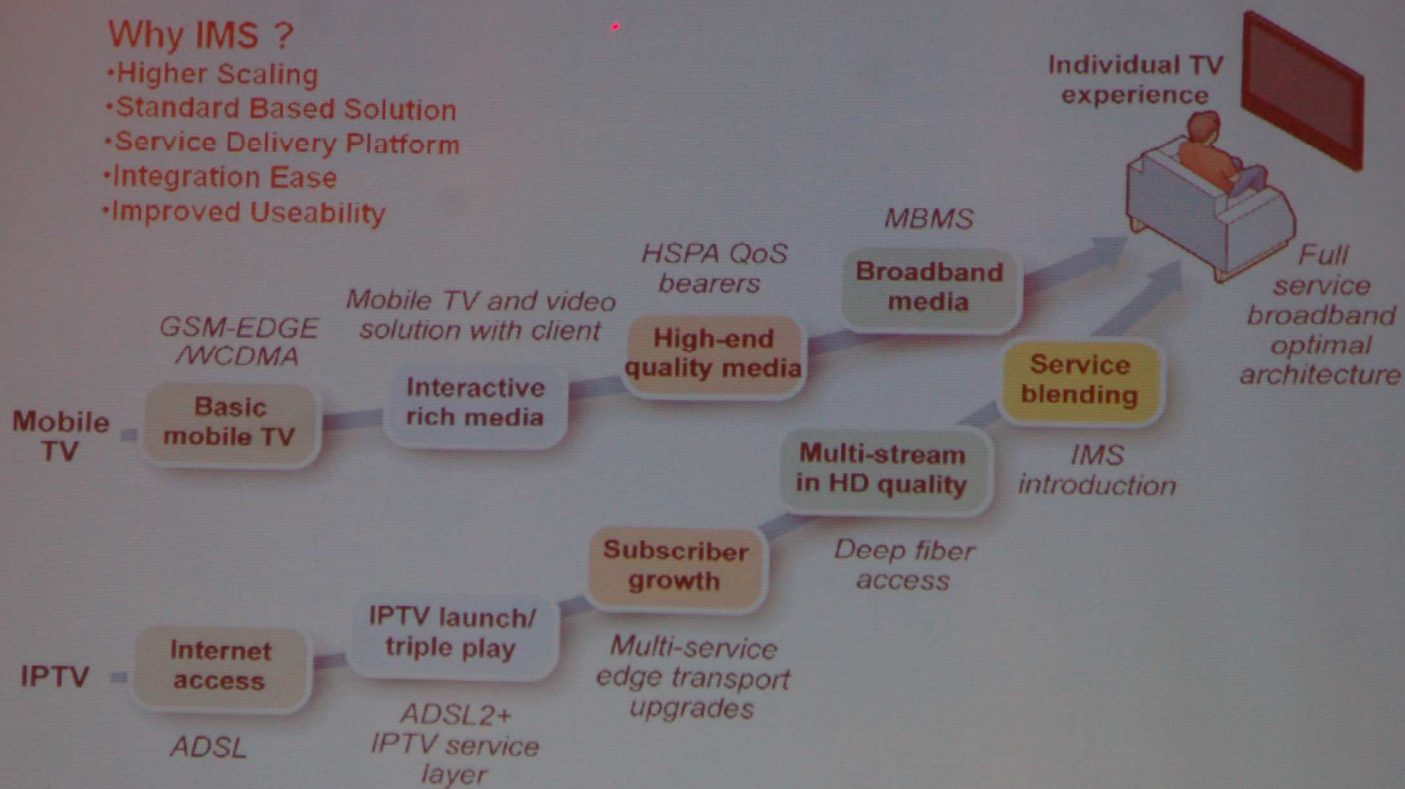 Why IMS ?
•Higher Scaling
•Standard Based Solution
•Service Delivery Platform
•Integration Ease
•Improved Useability
Individual TV
experience
Full
service
broadband
optimal
architecture
Mobile
TV
GSM-EDGE
/WCDMA
Basic
mobile TV
Mobile TV and video
solution with client
Interactive
rich media
HSPA QoS
bearers
High-end
quality media
MBMS
Broadband
media
IPTV
Internet
access
ADSL
IPTV launch/
triple play
ADSL2+
IPTV service
layer
Subscriber
growth
Multi-service
edge transport
upgrades
Multi-stream
in HD quality
Deep fiber
access
Service
blending
IMS
introduction